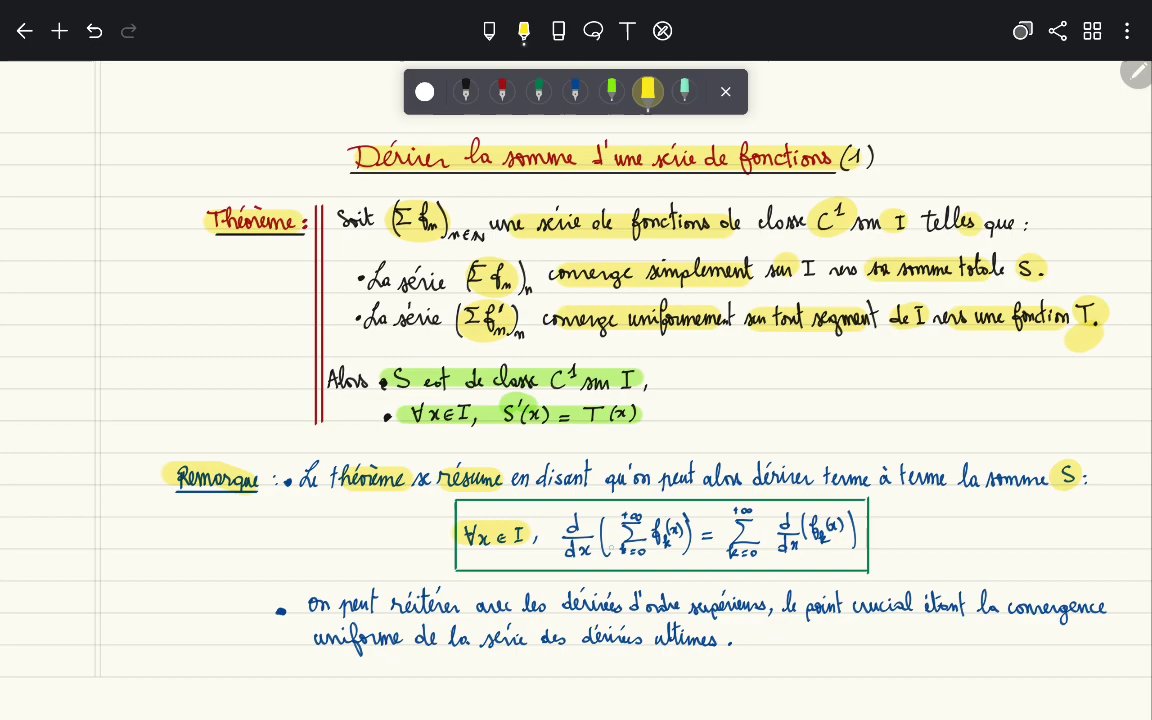 Dériver la somme d'une série de fonctions (1)
Théorème : Soit (Σ fₙ)ₙ∈ℕ une série de fonctions de classe C¹ sur I telles que :
• La série (Σ fₙ)ₙ converge simplement sur I vers sa somme totale S.
• La série (Σ f'ₙ)ₙ converge uniformement sur tout segment de I vers une fonction T.
Alors • S est de classe C¹ sur I,
• ∀x∈I, S'(x) = T(x)
Remarque : • Le théorème se résume en disant qu'on peut alors dériver terme à terme la somme S :
∀x∈I, d/dx (∑_{k=0}^{+∞} f_k(x)) = ∑_{k=0}^{+∞} d/dx (f_k(x))
• On peut réitérer avec les dérivées d'ordre supérieurs, le point crucial étant la convergence
uniforme de la série des dérivées ultimes.